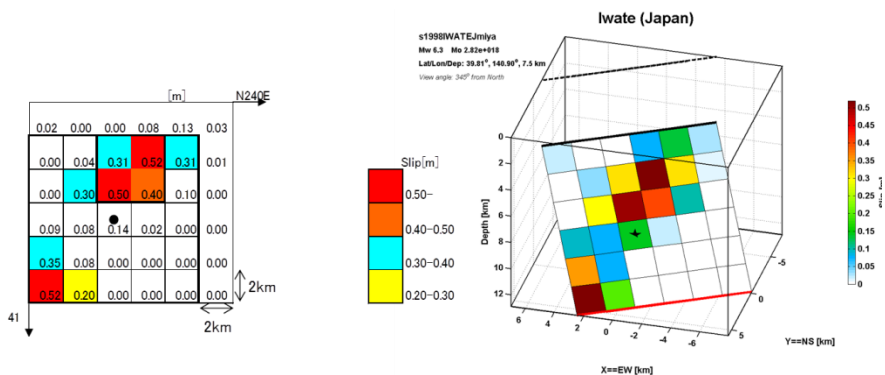 [m]
N240E
0.02 0.00 0.00 0.08 0.13 0.03
0.00 0.04 0.31 0.52 0.31 0.01
0.00 0.30 0.50 0.40 0.10 0.00
0.09 0.08 0.14 0.02 0.00 0.00
0.35 0.08 0.00 0.00 0.00 0.00
0.52 0.20 0.00 0.00 0.00 0.00
41
2km
2km
Slip[m]
0.50-
0.40-0.50
0.30-0.40
0.20-0.30
Iwate (Japan)
s1998IWATEJmiya
Mw 6.3 Mo 2.82e+018
Lat/Lon/Dep: 39.81°, 140.90°, 7.5 km
View angle 345° from North
0
2
4
6
8
10
12
Depth [km]
6 4 2 0 -2 -4 -6
X==EW [km]
-5
0
5
Y==NS [km]
0.5
0.45
0.4
0.35
0.3
0.25
0.2
0.15
0.1
0.05
0
Slip [m]